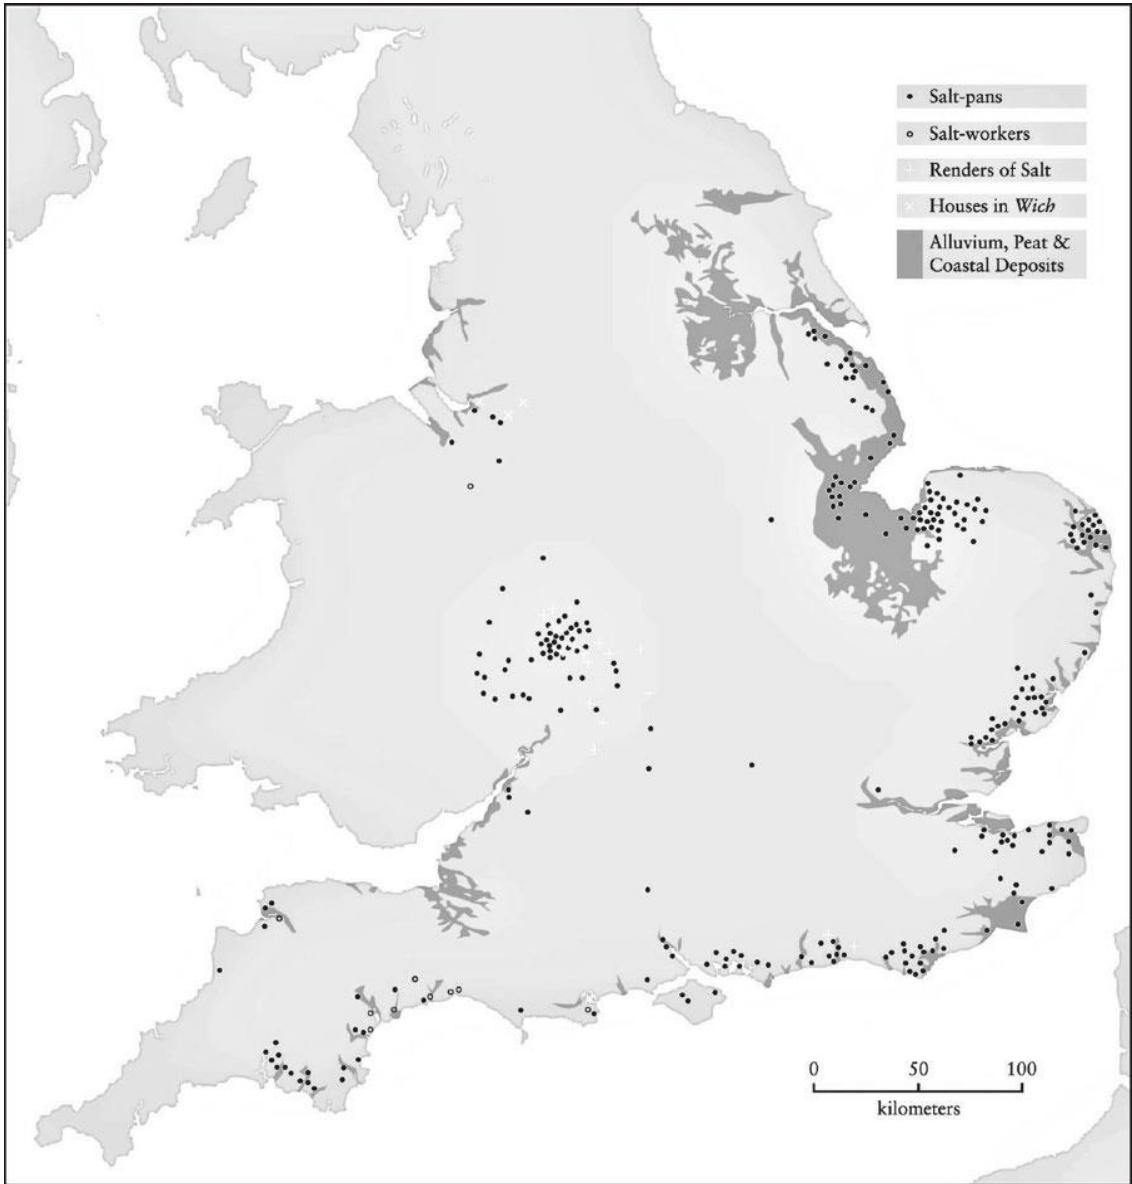 Salt-pans
Salt-workers
Renders of Salt
Houses in Wich
Alluvium, Peat &
Coastal Deposits
0 50 100
kilometers